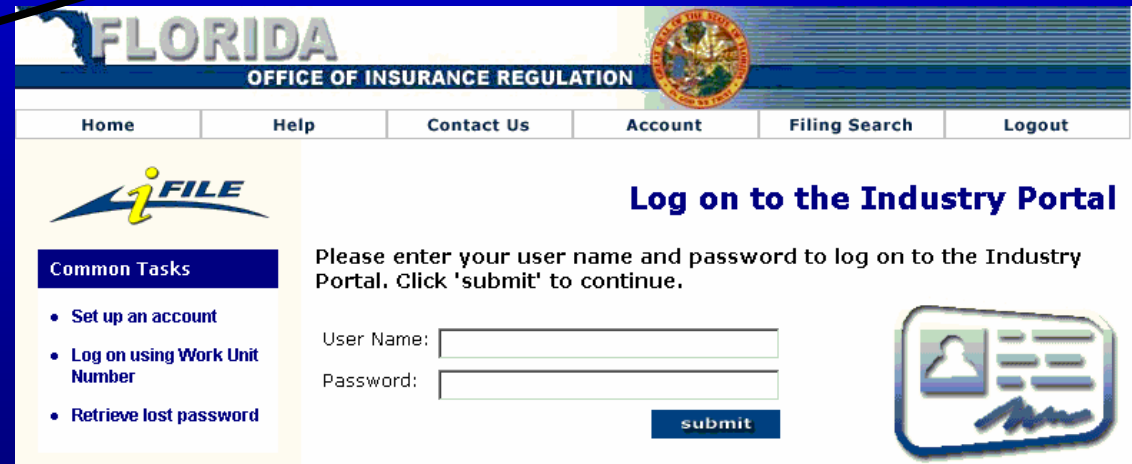 FLORIDA
OFFICE OF INSURANCE REGULATION
Home Help Contact Us Account Filing Search Logout
iFILE
Log on to the Industry Portal
Common Tasks
Please enter your user name and password to log on to the Industry
Portal. Click 'submit' to continue.
• Set up an account
• Log on using Work Unit
Number
• Retrieve lost password
User Name:
Password:
submit